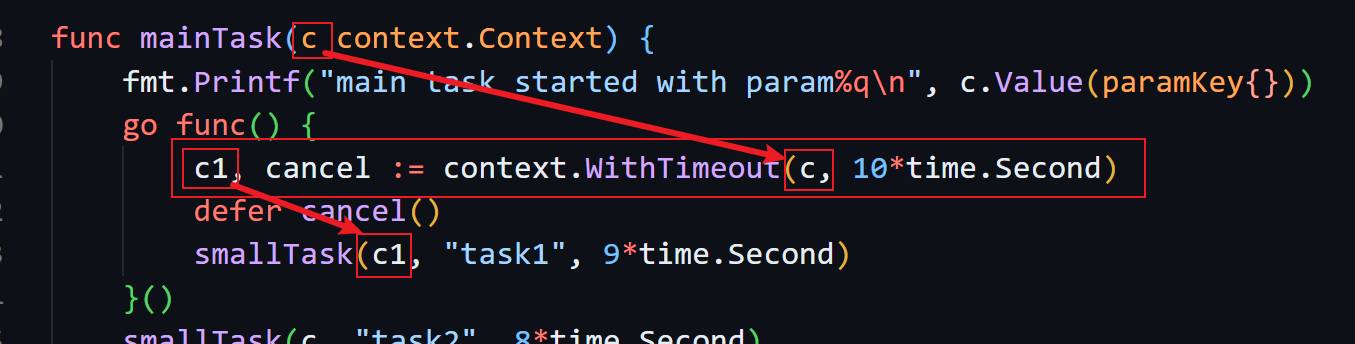 func mainTask(c context.Context) {
fmt.Printf("main task started with param%q\n", c.Value(paramKey{}))
go func() {
c1, cancel := context.WithTimeout(c, 10*time.Second)
defer cancel()
smallTask(c1, "task1", 9*time.Second)
}()
smallTask(c, "task2", 8*time.Second)